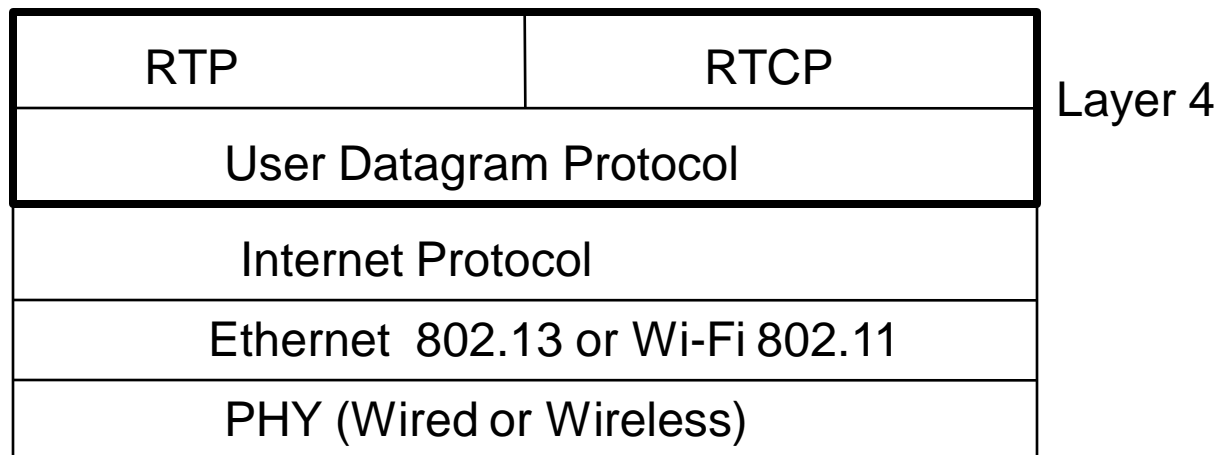 RTP
RTCP
Layer 4
User Datagram Protocol
Internet Protocol
Ethernet 802.13 or Wi-Fi 802.11
PHY (Wired or Wireless)